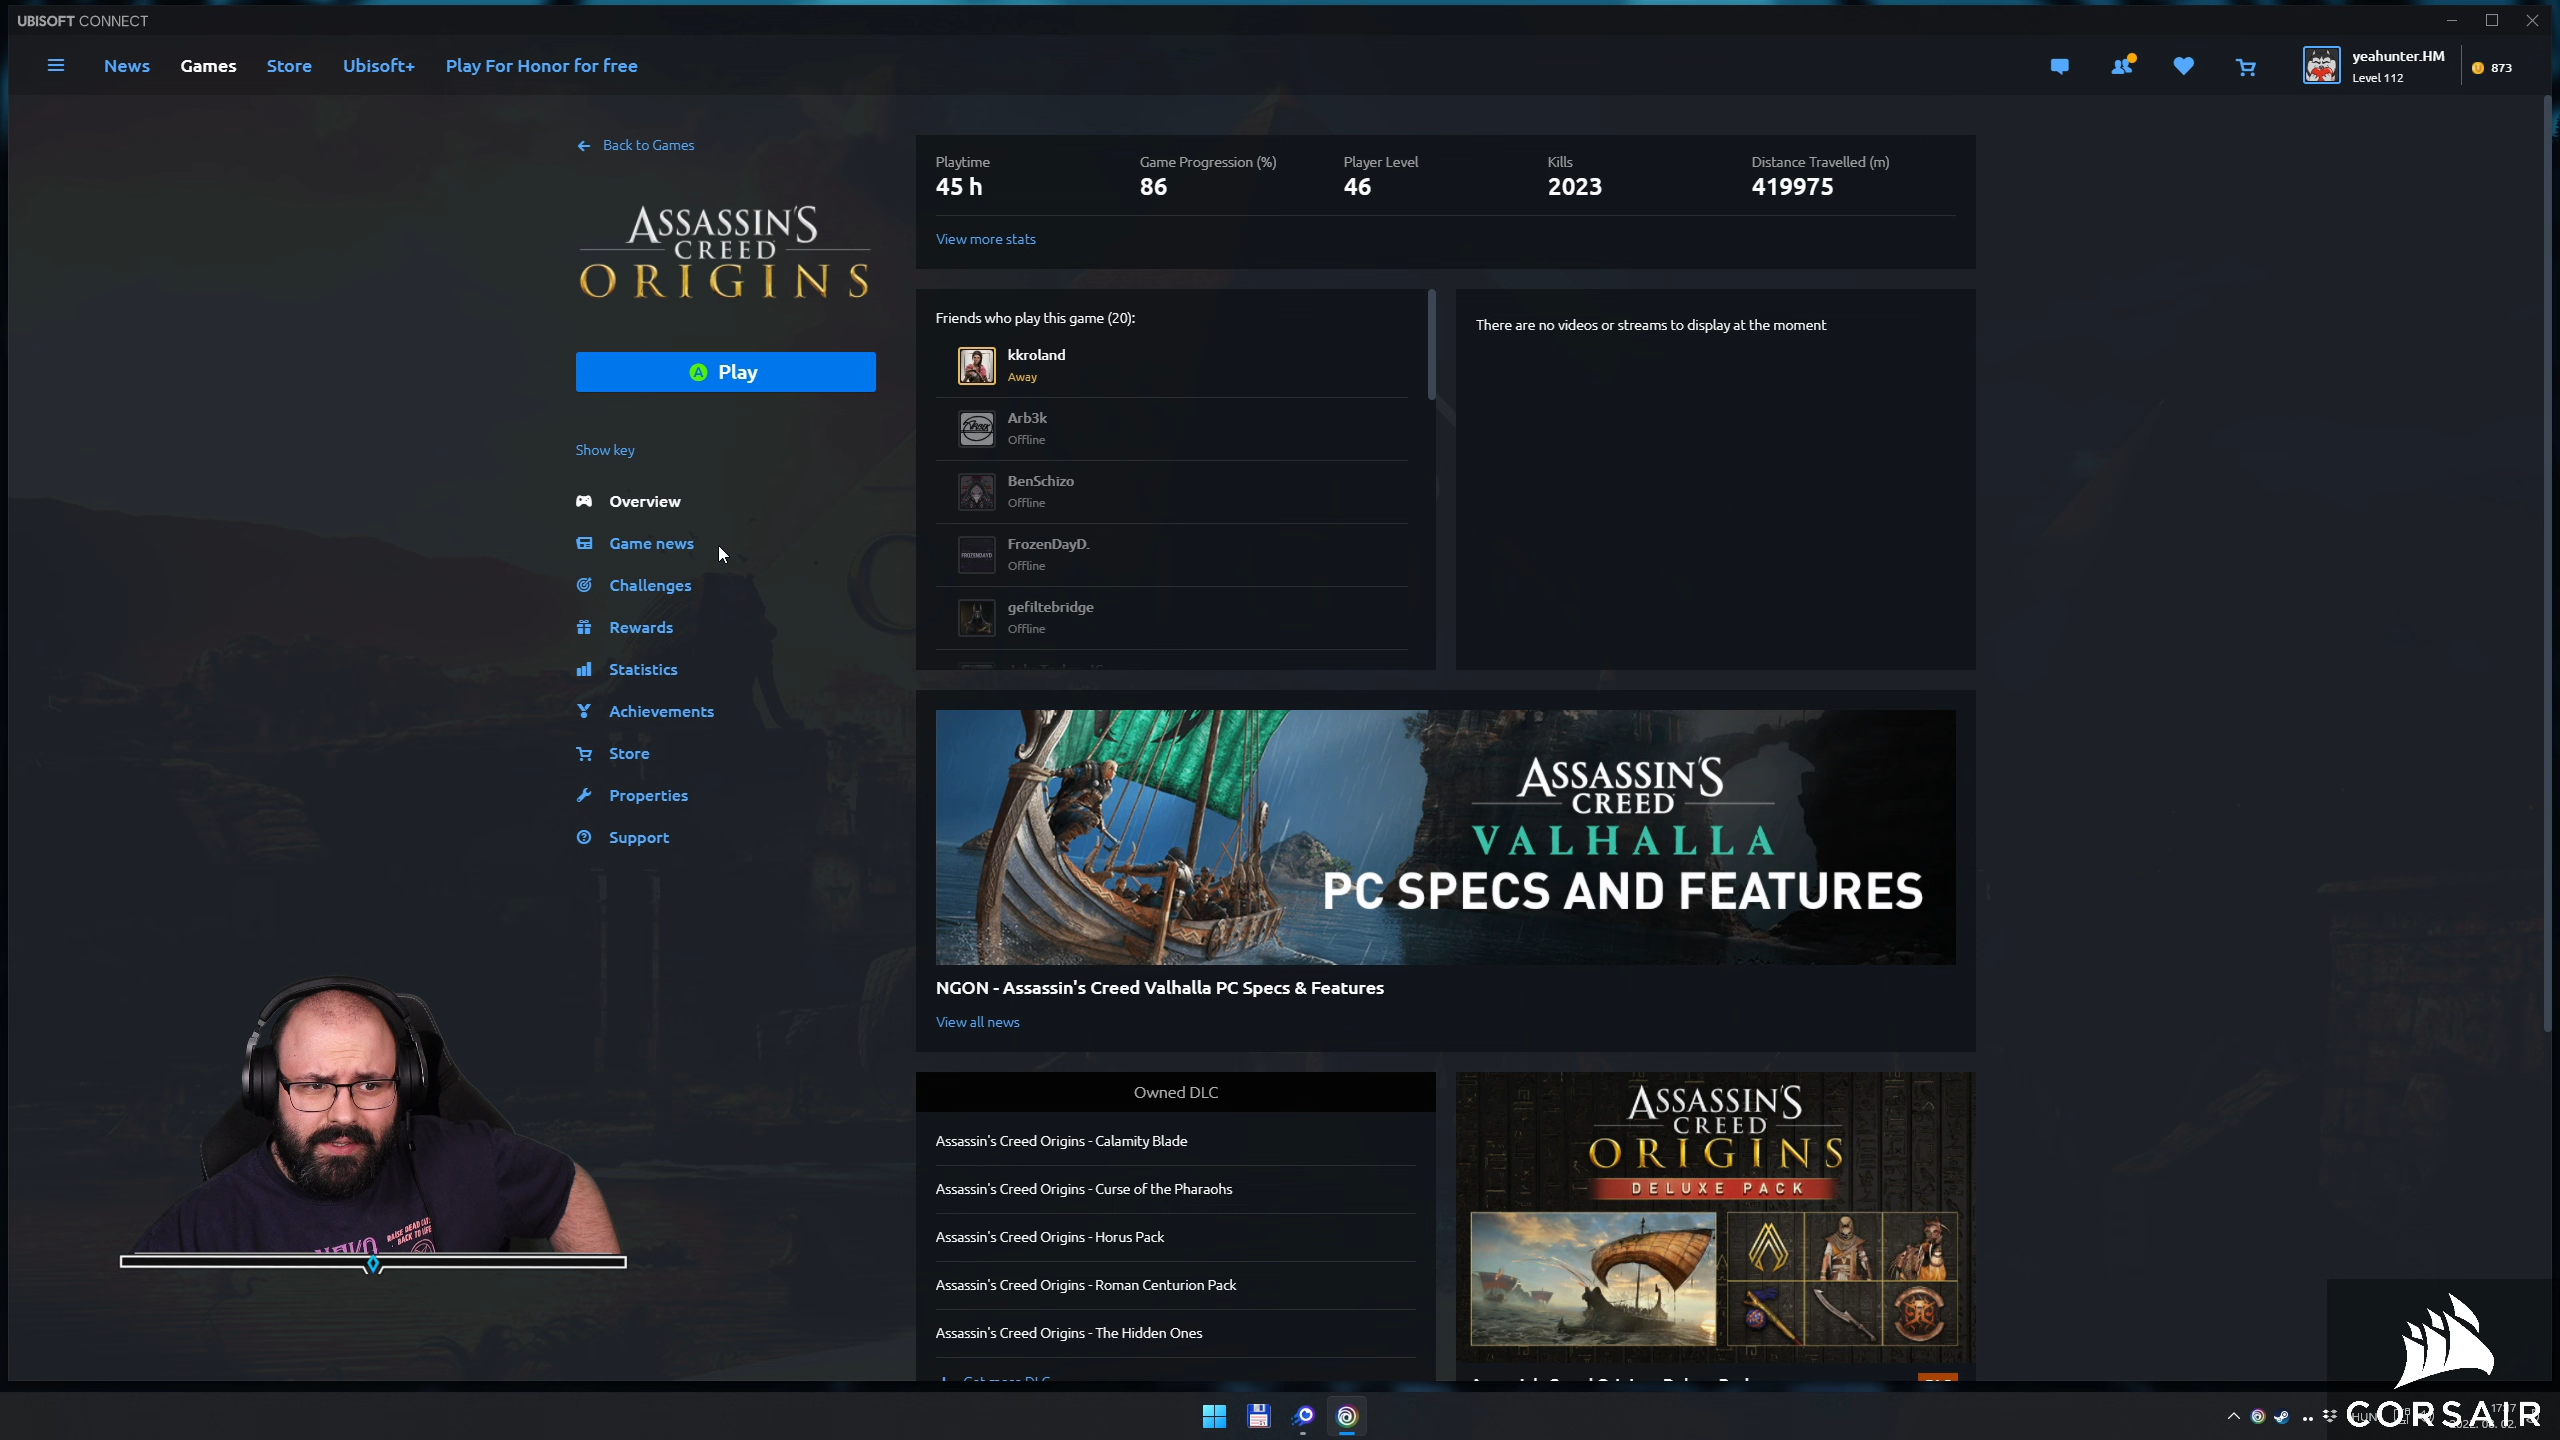 UBISOFT CONNECT
News Games Store Ubisoft+ Play For Honor for free
yeahunter.HM
Level 112
873
Back to Games
ASSASSIN'S
CREED
ORIGINS
A Play
Show key
Overview
Game news
Challenges
Rewards
Statistics
Achievements
Store
Properties
Support
Playtime
45 h
Game Progression (%)
86
Player Level
46
Kills
2023
Distance Travelled (m)
419975
View more stats
Friends who play this game (20):
kkroland
Away
Arb3k
Offline
BenSchizo
Offline
FrozenDayD.
Offline
gefiltebridge
Offline
There are no videos or streams to display at the moment
ASSASSIN'S
CREED
VALHALLA
PC SPECS AND FEATURES
NGON - Assassin's Creed Valhalla PC Specs & Features
View all news
Owned DLC
Assassin's Creed Origins - Calamity Blade
Assassin's Creed Origins - Curse of the Pharaohs
Assassin's Creed Origins - Horus Pack
Assassin's Creed Origins - Roman Centurion Pack
Assassin's Creed Origins - The Hidden Ones
ASSASSIN'S
CREED
ORIGINS
DELUXE PACK
RAISE DEAD CATS
BACK TO LIFE
CORSAIR